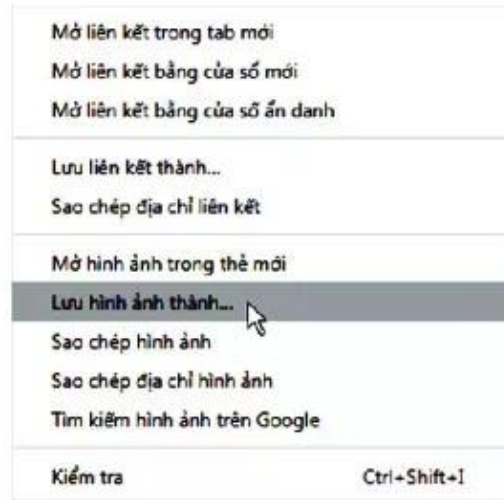 Mở liên kết trong tab mới
Mở liên kết bằng cửa sổ mới
Mở liên kết bằng cửa sổ ẩn danh
Lưu liên kết thành...
Sao chép địa chỉ liên kết
Mở hình ảnh trong thẻ mới
Lưu hình ảnh thành...
Sao chép hình ảnh
Sao chép địa chỉ hình ảnh
Tìm kiếm hình ảnh trên Google
Kiểm tra Ctrl+Shift+I